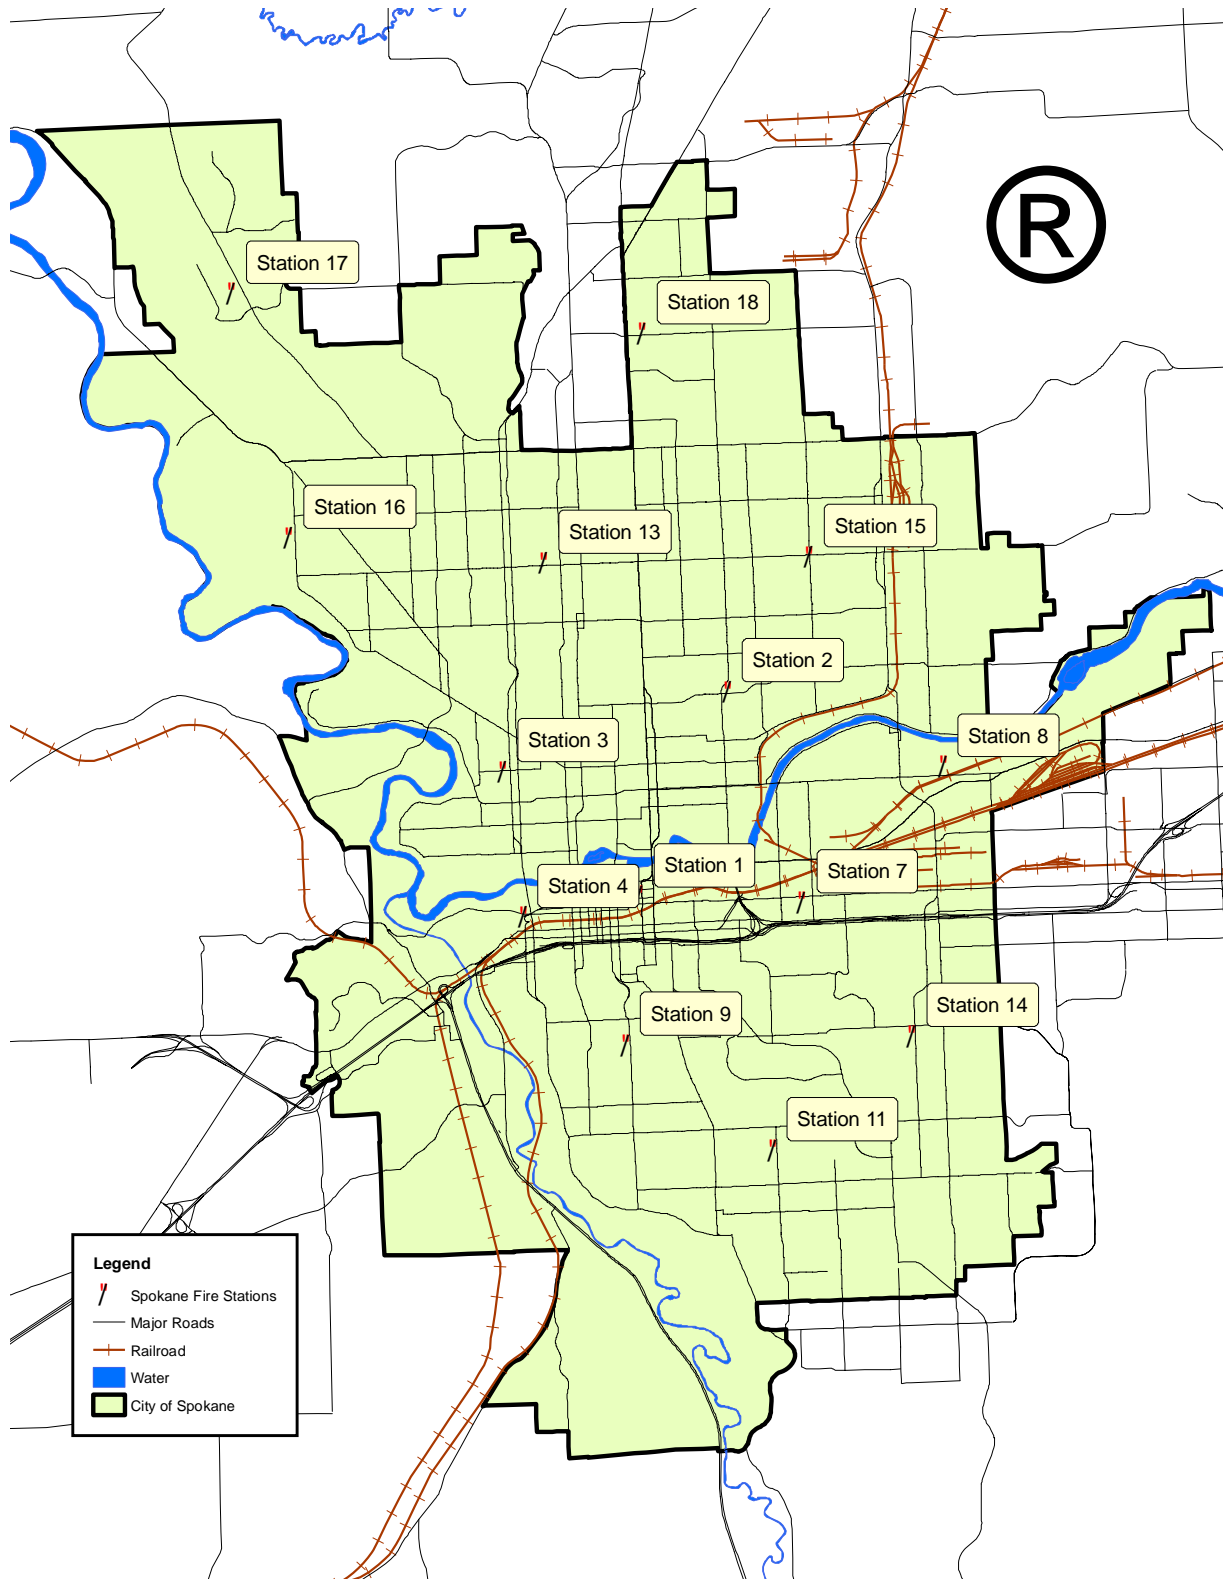 ®
Station 17
Station 18
Station 16
Station 13
Station 15
Station 2
Station 3
Station 8
Station 1
Station 7
Station 4
Station 9
Station 14
Station 11
Legend
Spokane Fire Stations
Major Roads
Railroad
Water
City of Spokane